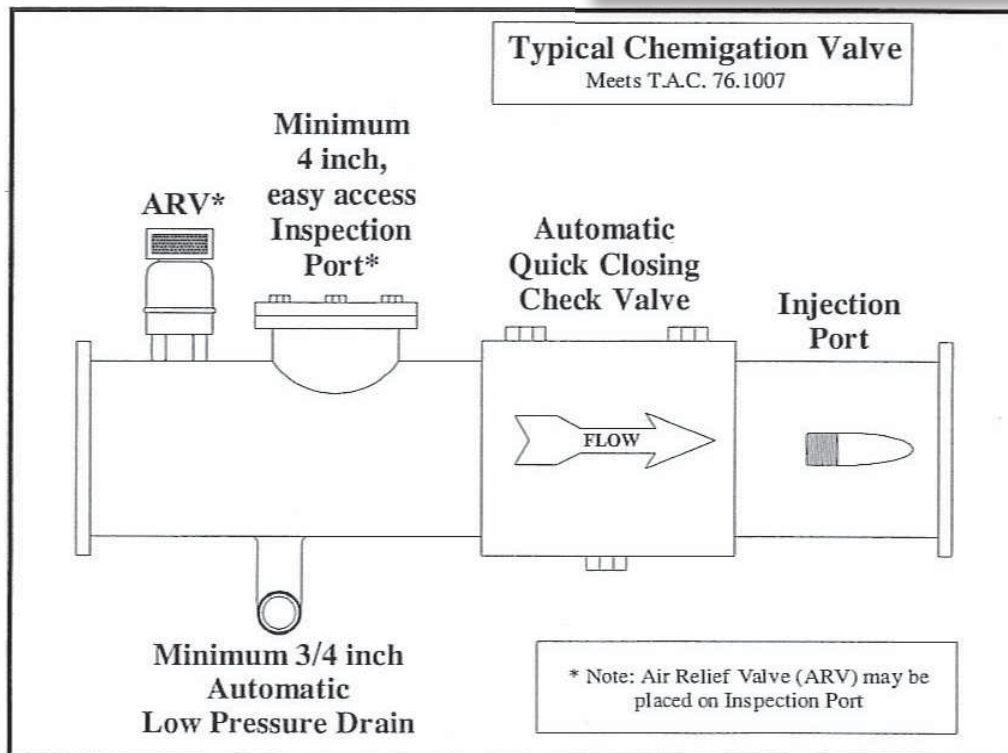 Typical Chemigation Valve
Meets T.A.C. 76.1007
Minimum
4 inch,
easy access
Inspection
Port*
ARV*
Automatic
Quick Closing
Check Valve
Injection
Port
FLOW
Minimum 3/4 inch
Automatic
Low Pressure Drain
* Note: Air Relief Valve (ARV) may be
placed on Inspection Port